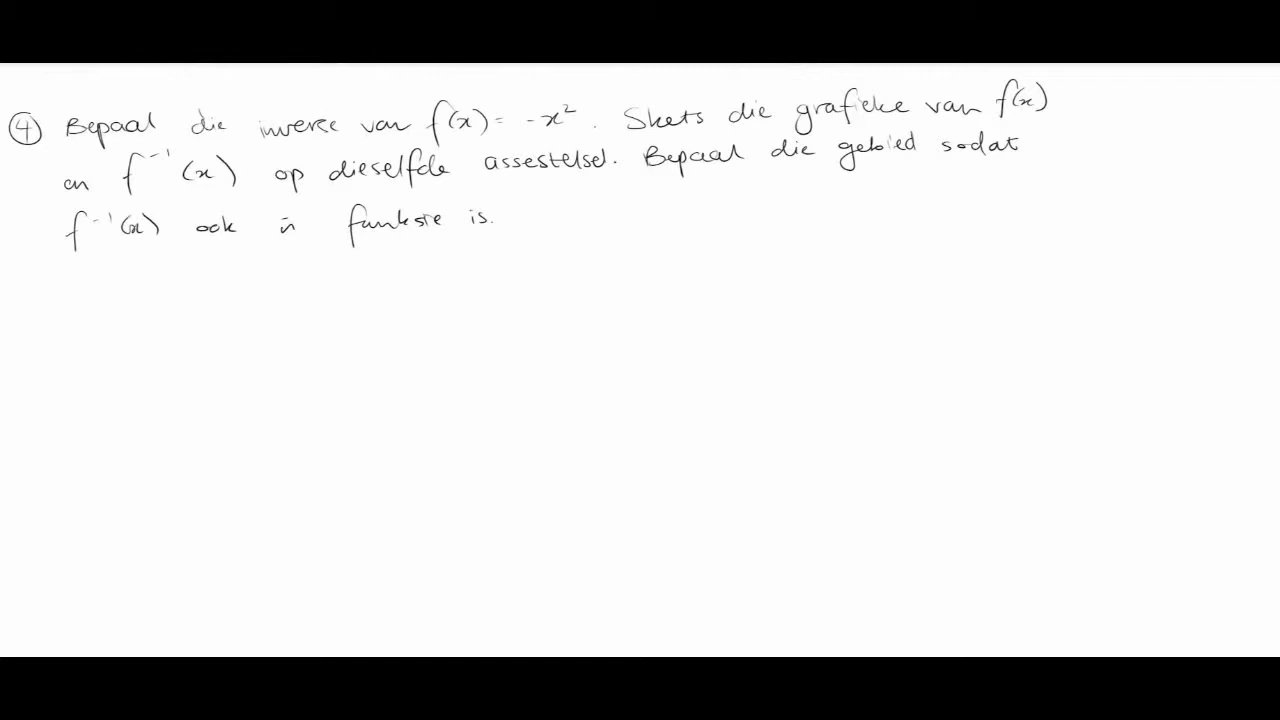 ④ Bepaal die inverse van f(x) = -x². Skets die grafieke van f(x)
en f⁻¹(x) op dieselfde assestelsel. Bepaal die gebied sodat
f⁻¹(x) ook 'n funksie is.